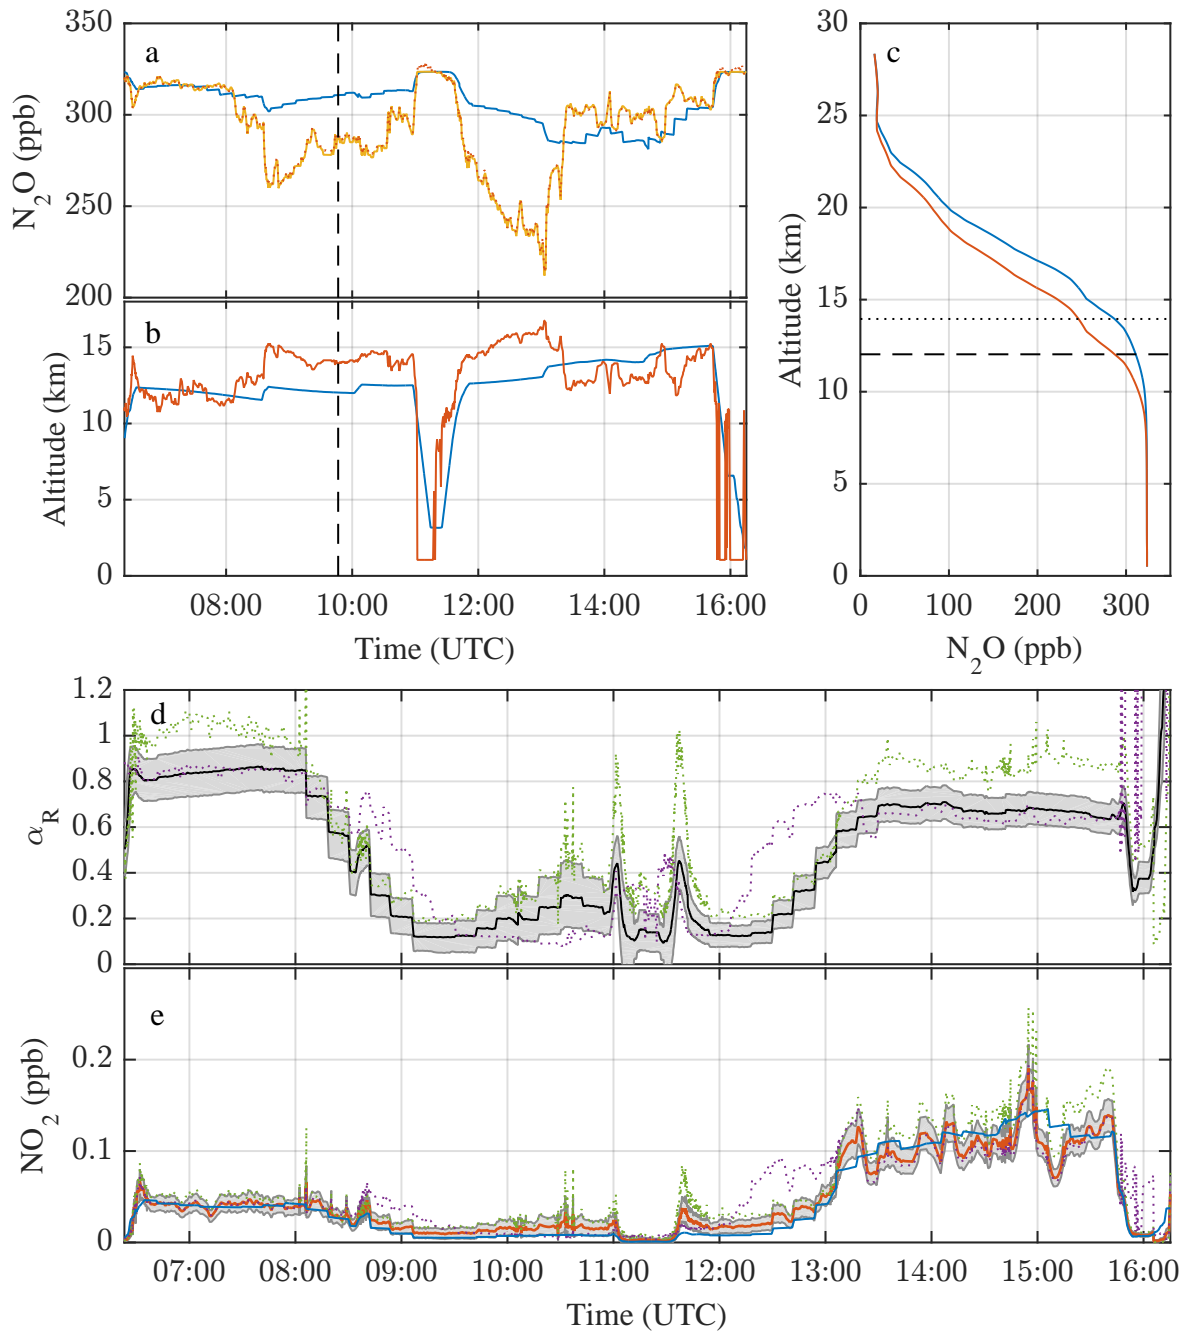 350
300
250
200
N2O (ppb)
a
15
10
5
0
Altitude (km)
b
08:00 10:00 12:00 14:00 16:00
Time (UTC)
30
25
20
15
10
5
0
Altitude (km)
c
0 100 200 300
N2O (ppb)
1.2
1
0.8
0.6
0.4
0.2
0
αR
d
0.2
0.1
0
NO2 (ppb)
e
07:00 08:00 09:00 10:00 11:00 12:00 13:00 14:00 15:00 16:00
Time (UTC)